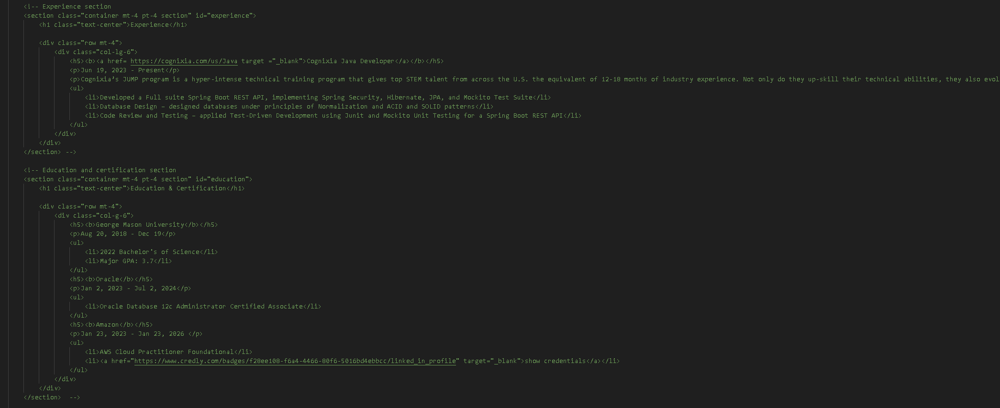 <!-- Experience section
<section class="container mt-4 pt-4 section" id="experience">
<h1 class="text-center">Experience</h1>
<div class="row mt-4">
<div class="col-lg-6">
<h5><b><a href= https://cognixia.com/us/Java target ="_blank">Cognixia Java Developer</a></b></h5>
<p>Jun 19, 2023 - Present</p>
<p>Cognixia’s JUMP program is a hyper-intense technical training program that gives top STEM talent from across the U.S. the equivalent of 12-18 months of industry experience. Not only do they up-skill their technical abilities, they also evol
<ul>
<li>Developed a Full suite Spring Boot REST API, implementing Spring Security, Hibernate, JPA, and Mockito Test Suite</li>
<li>Database Design – designed databases under principles of Normalization and ACID and SOLID patterns</li>
<li>Code Review and Testing – applied Test-Driven Development using Junit and Mockito Unit Testing for a Spring Boot REST API</li>
</ul>
</div>
</div>
</section> -->
<!-- Education and certification section
<section class="container mt-4 pt-4 section" id="education">
<h1 class="text-center">Education & Certification</h1>
<div class="row mt-4">
<div class="col-g-6">
<h5><b>George Mason University</b></h5>
<p>Aug 20, 2018 - Dec 19</p>
<ul>
<li>2022 Bachelor's of Science</li>
<li>Major GPA: 3.7</li>
</ul>
<h5><b>Oracle</b></h5>
<p>Jan 2, 2023 - Jul 2, 2024</p>
<ul>
<li>Oracle Database 12c Administrator Certified Associate</li>
</ul>
<h5><b>Amazon</b></h5>
<p>Jan 23, 2023 - Jan 23, 2026 </p>
<ul>
<li>AWS Cloud Practitioner Foundational</li>
<li><a href="https://www.credly.com/badges/f28ee108-f6a4-4466-80f6-5016bd4ebbcc/linked_in_profile" target="_blank">show credentials</a></li>
</ul>
</div>
</div>
</section>  -->